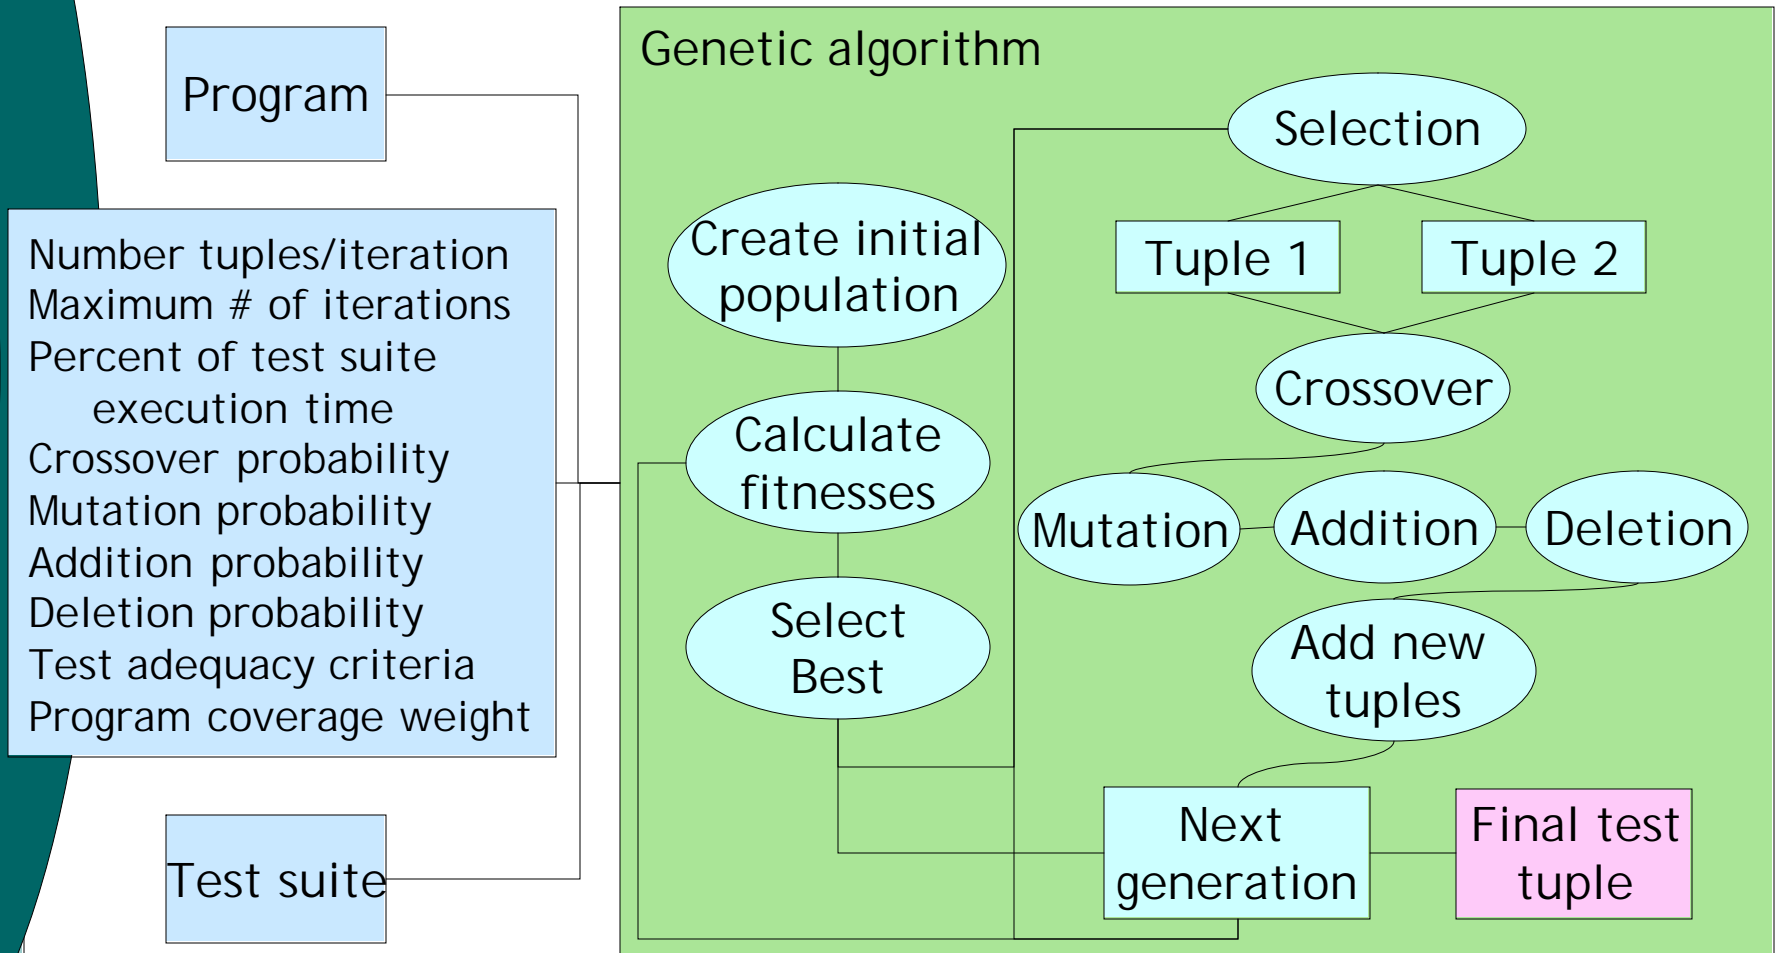 Program
Number tuples/iteration
Maximum # of iterations
Percent of test suite
execution time
Crossover probability
Mutation probability
Addition probability
Deletion probability
Test adequacy criteria
Program coverage weight
Test suite
Genetic algorithm
Create initial
population
Calculate
fitnesses
Select
Best
Selection
Tuple 1
Tuple 2
Crossover
Mutation
Addition
Deletion
Add new
tuples
Next
generation
Final test
tuple